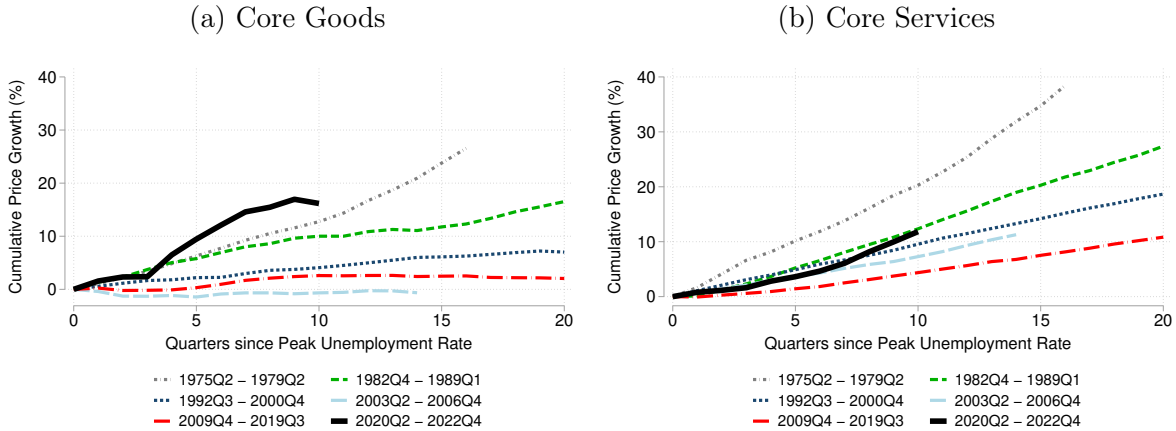 (a) Core Goods
Cumulative Price Growth (%)
40
30
20
10
0
0 5 10 15 20
Quarters since Peak Unemployment Rate
1975Q2 − 1979Q2 1982Q4 − 1989Q1
1992Q3 − 2000Q4 2003Q2 − 2006Q4
2009Q4 − 2019Q3 2020Q2 − 2022Q4
(b) Core Services
Cumulative Price Growth (%)
40
30
20
10
0
0 5 10 15 20
Quarters since Peak Unemployment Rate
1975Q2 − 1979Q2 1982Q4 − 1989Q1
1992Q3 − 2000Q4 2003Q2 − 2006Q4
2009Q4 − 2019Q3 2020Q2 − 2022Q4